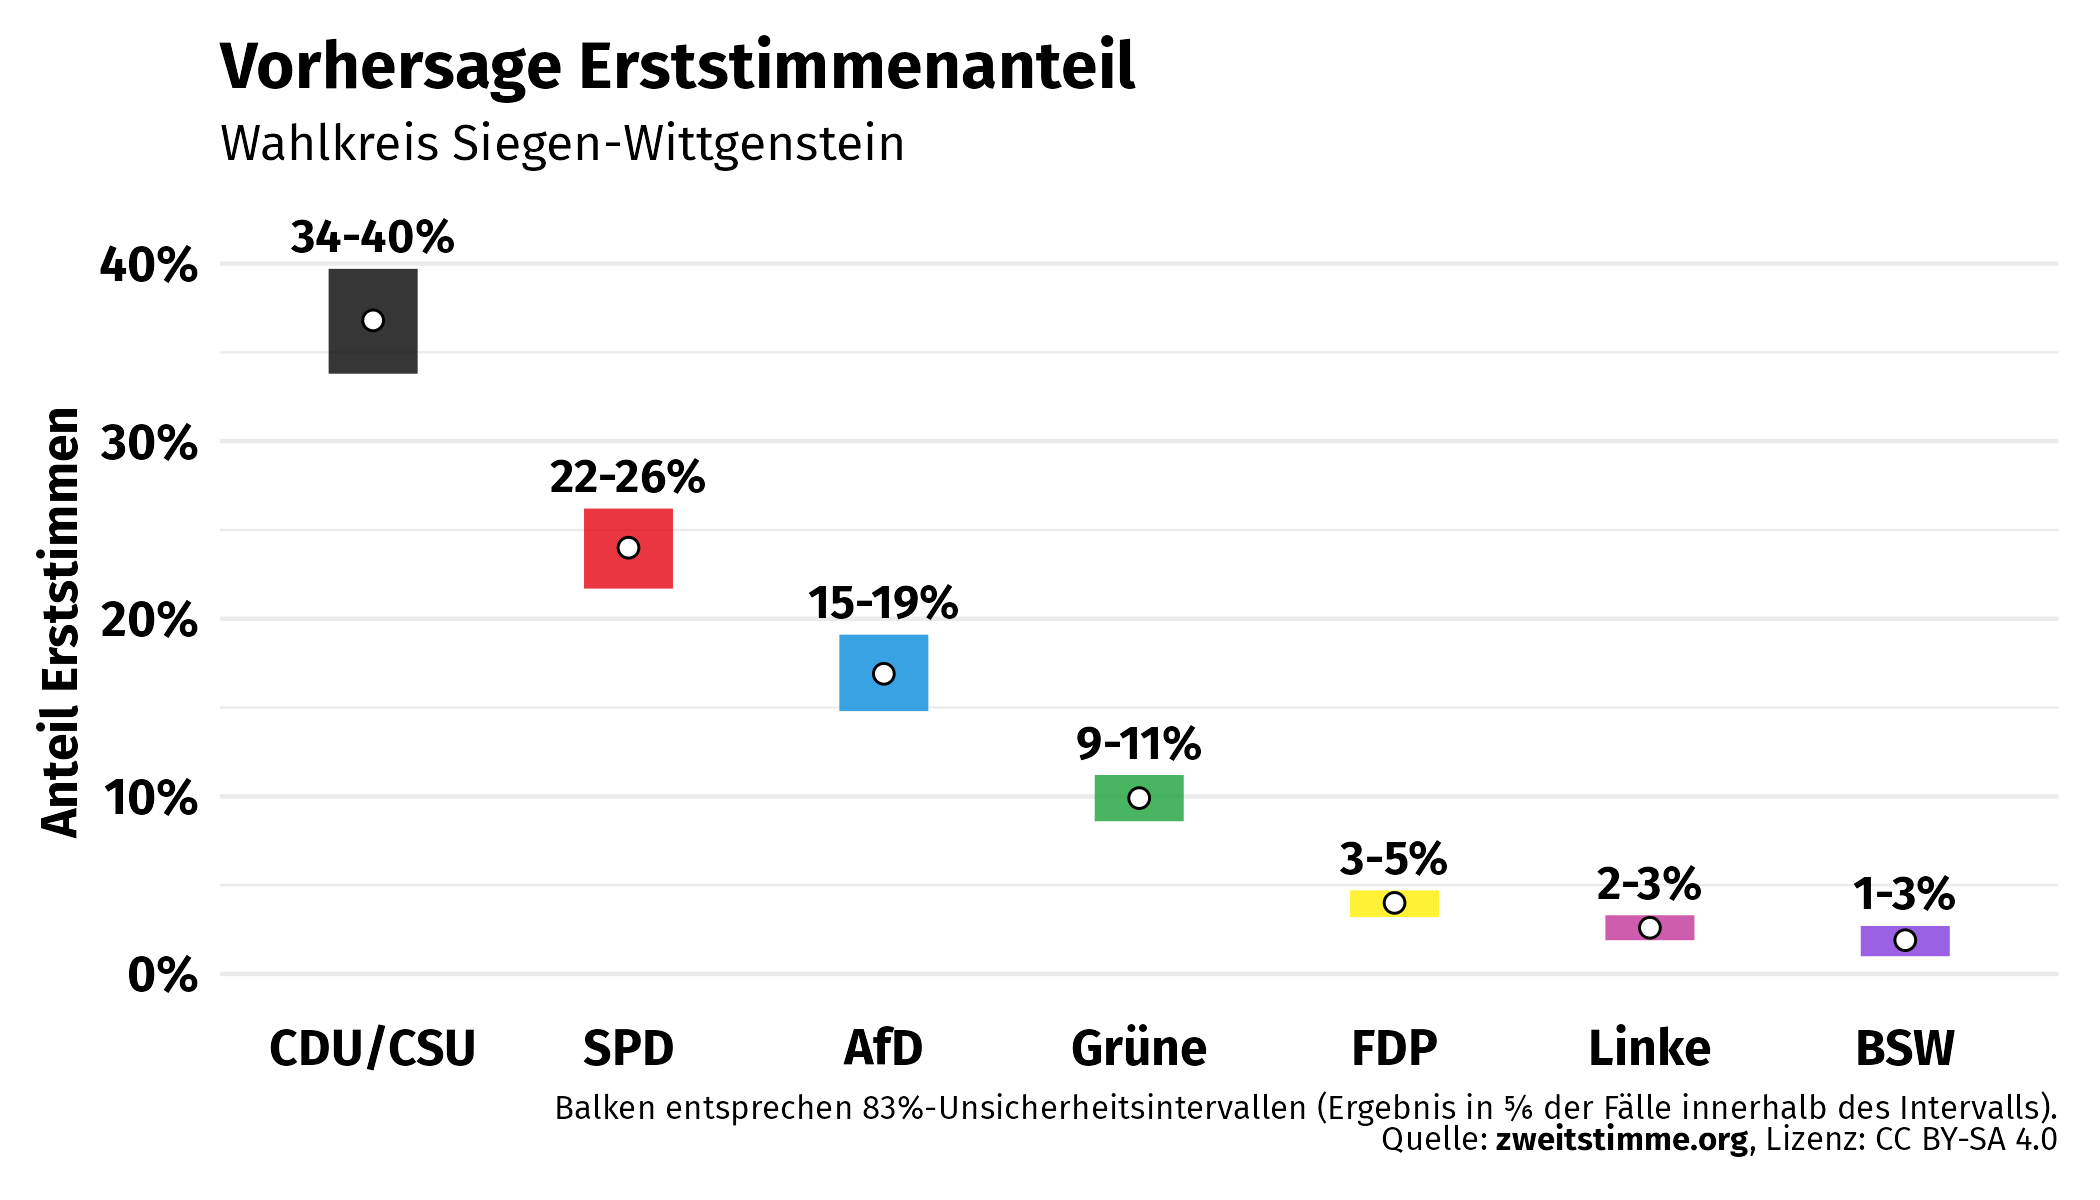 Vorhersage Erststimmenanteil
Wahlkreis Siegen-Wittgenstein
Anteil Erststimmen
40%
30%
20%
10%
0%
34-40%
22-26%
15-19%
9-11%
3-5%
2-3%
1-3%
CDU/CSU SPD AfD Grüne FDP Linke BSW
Balken entsprechen 83%-Unsicherheitsintervallen (Ergebnis in ⅚ der Fälle innerhalb des Intervalls).
Quelle: zweitstimme.org, Lizenz: CC BY-SA 4.0